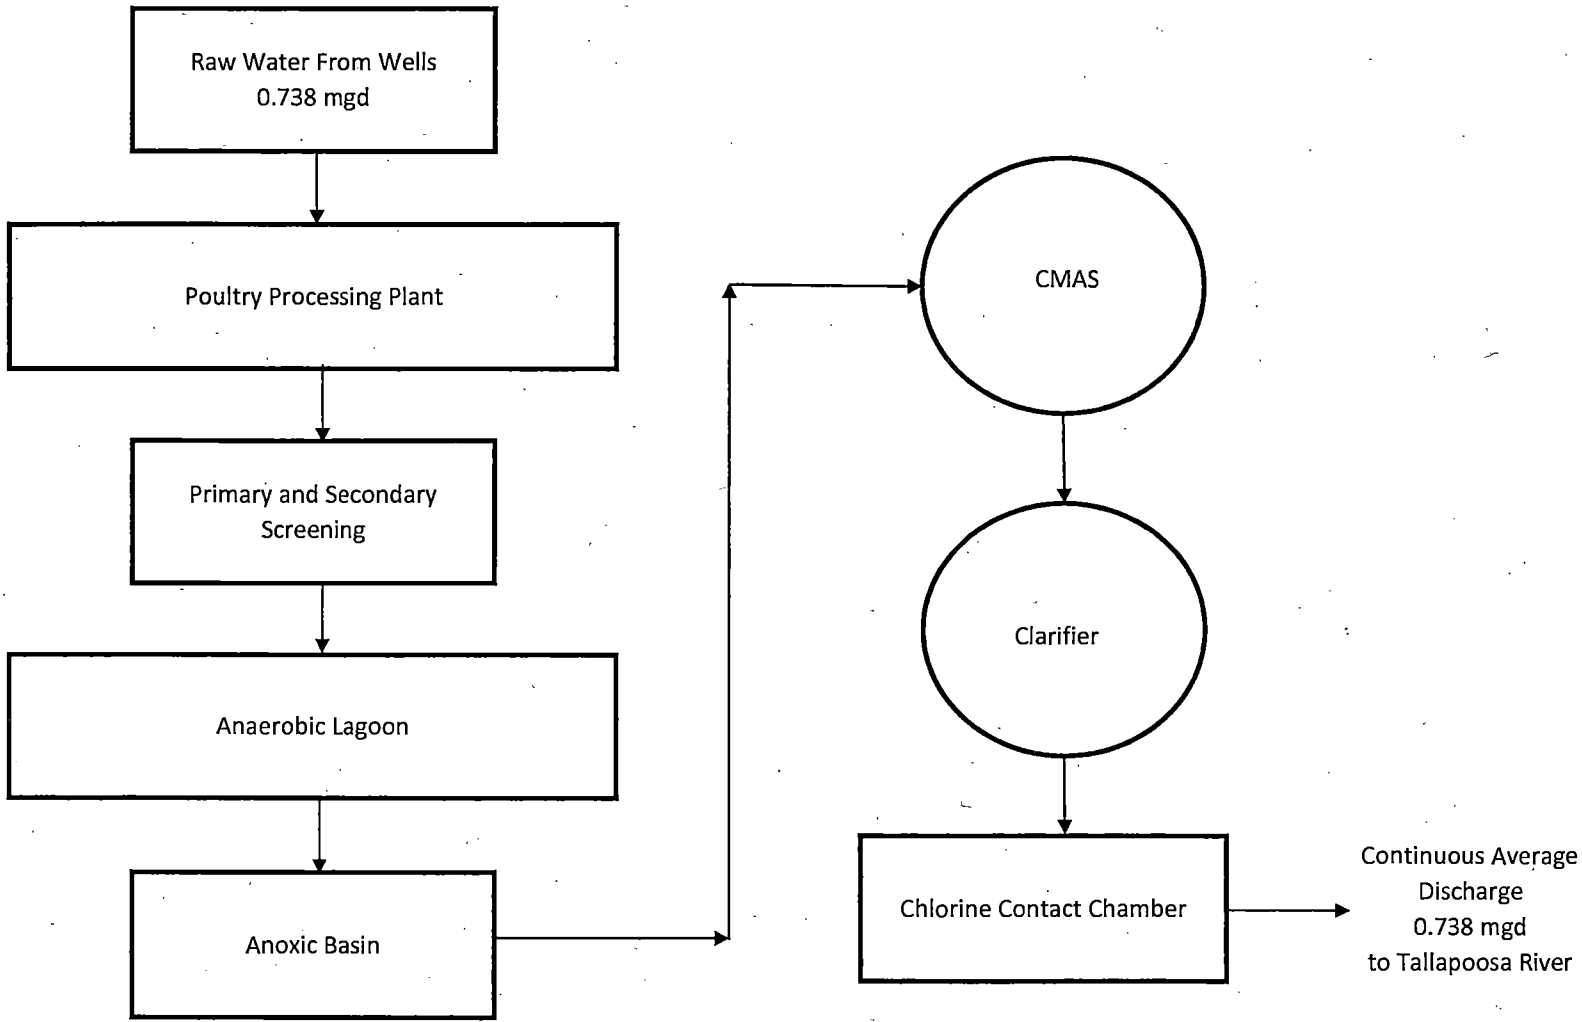 Raw Water From Wells
0.738 mgd
Poultry Processing Plant
Primary and Secondary
Screening
Anaerobic Lagoon
Anoxic Basin
CMAS
Clarifier
Chlorine Contact Chamber
Continuous Average
Discharge
0.738 mgd
to Tallapoosa River